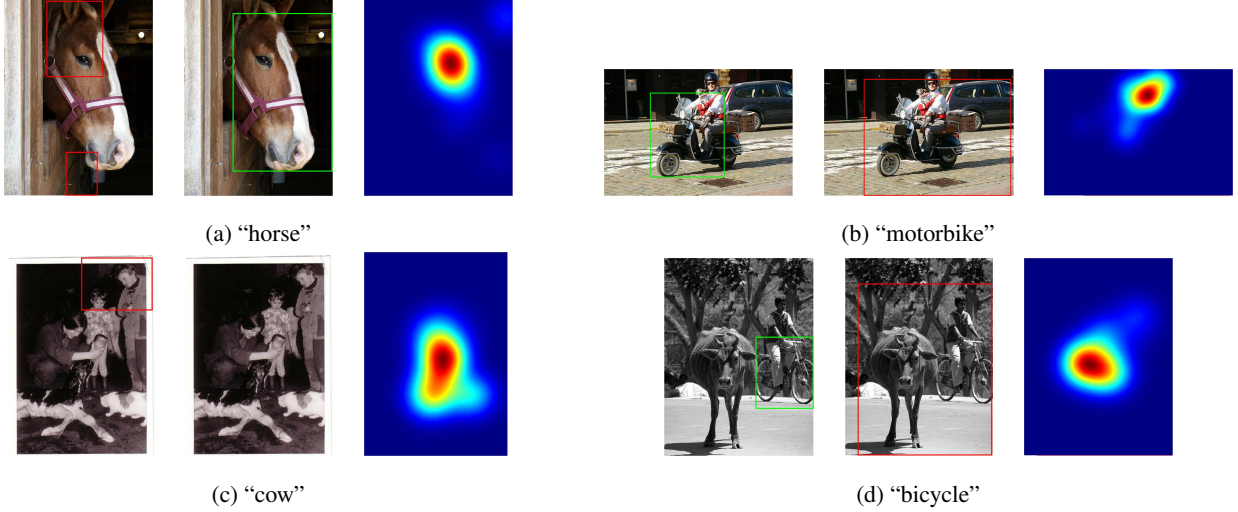 (a) “horse”
(b) “motorbike”
(c) “cow”
(d) “bicycle”